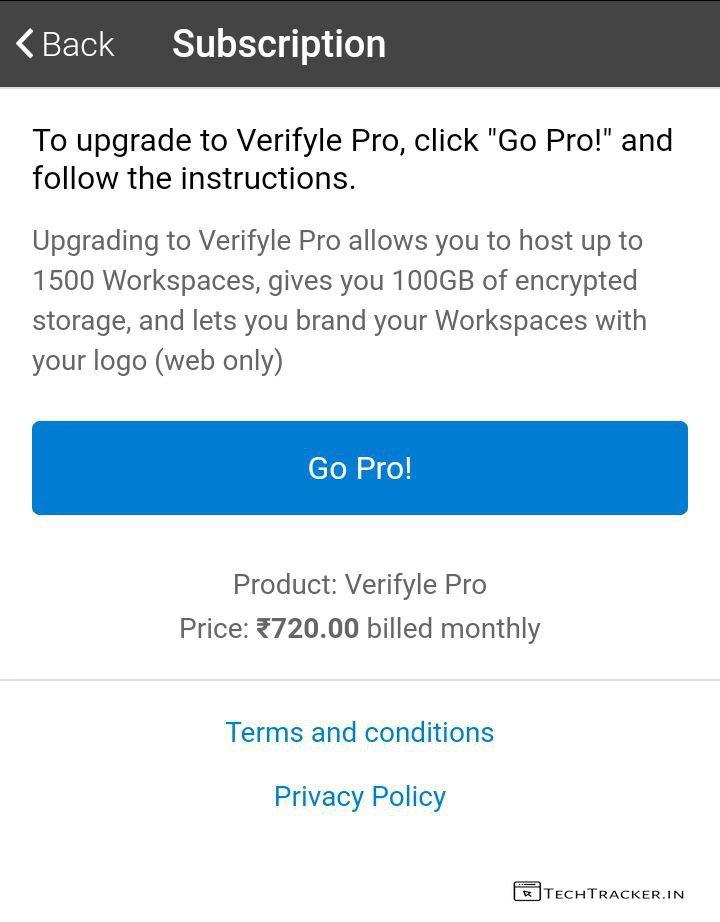 Back Subscription
To upgrade to Verifyle Pro, click "Go Pro!" and
follow the instructions.
Upgrading to Verifyle Pro allows you to host up to
1500 Workspaces, gives you 100GB of encrypted
storage, and lets you brand your Workspaces with
your logo (web only)
Go Pro!
Product: Verifyle Pro
Price: ₹720.00 billed monthly
Terms and conditions
Privacy Policy
TECHTRACKER.IN